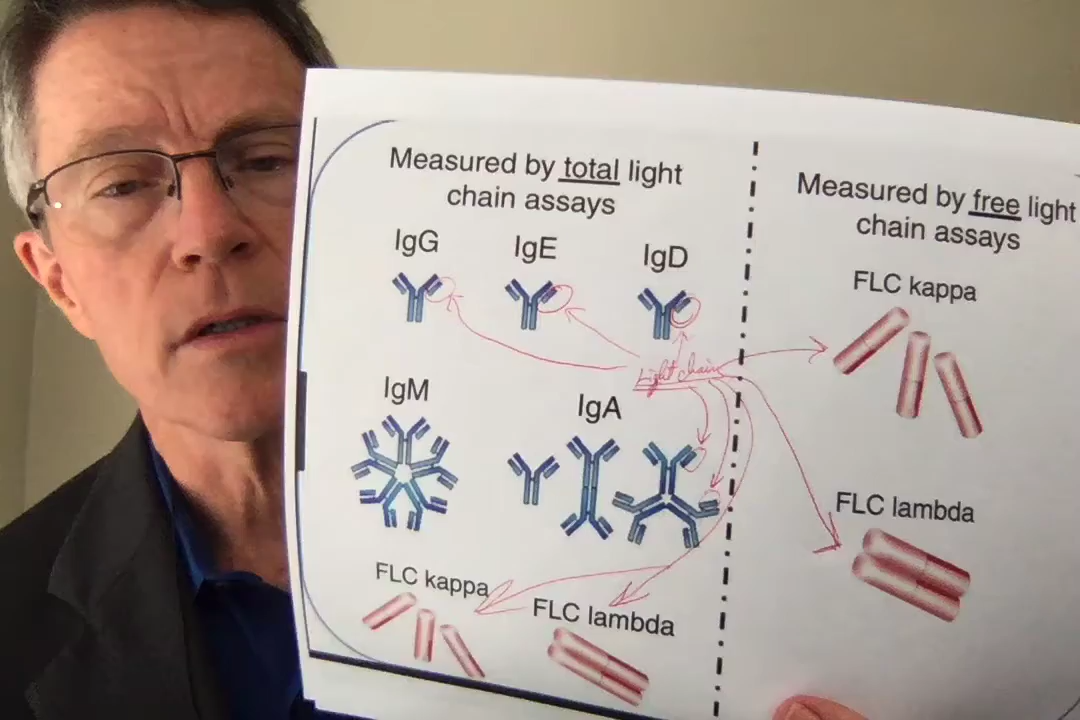 Measured by total light
chain assays
IgG
IgE
IgD
Light chains
IgM
IgA
FLC kappa
FLC lambda
Measured by free light
chain assays
FLC kappa
FLC lambda